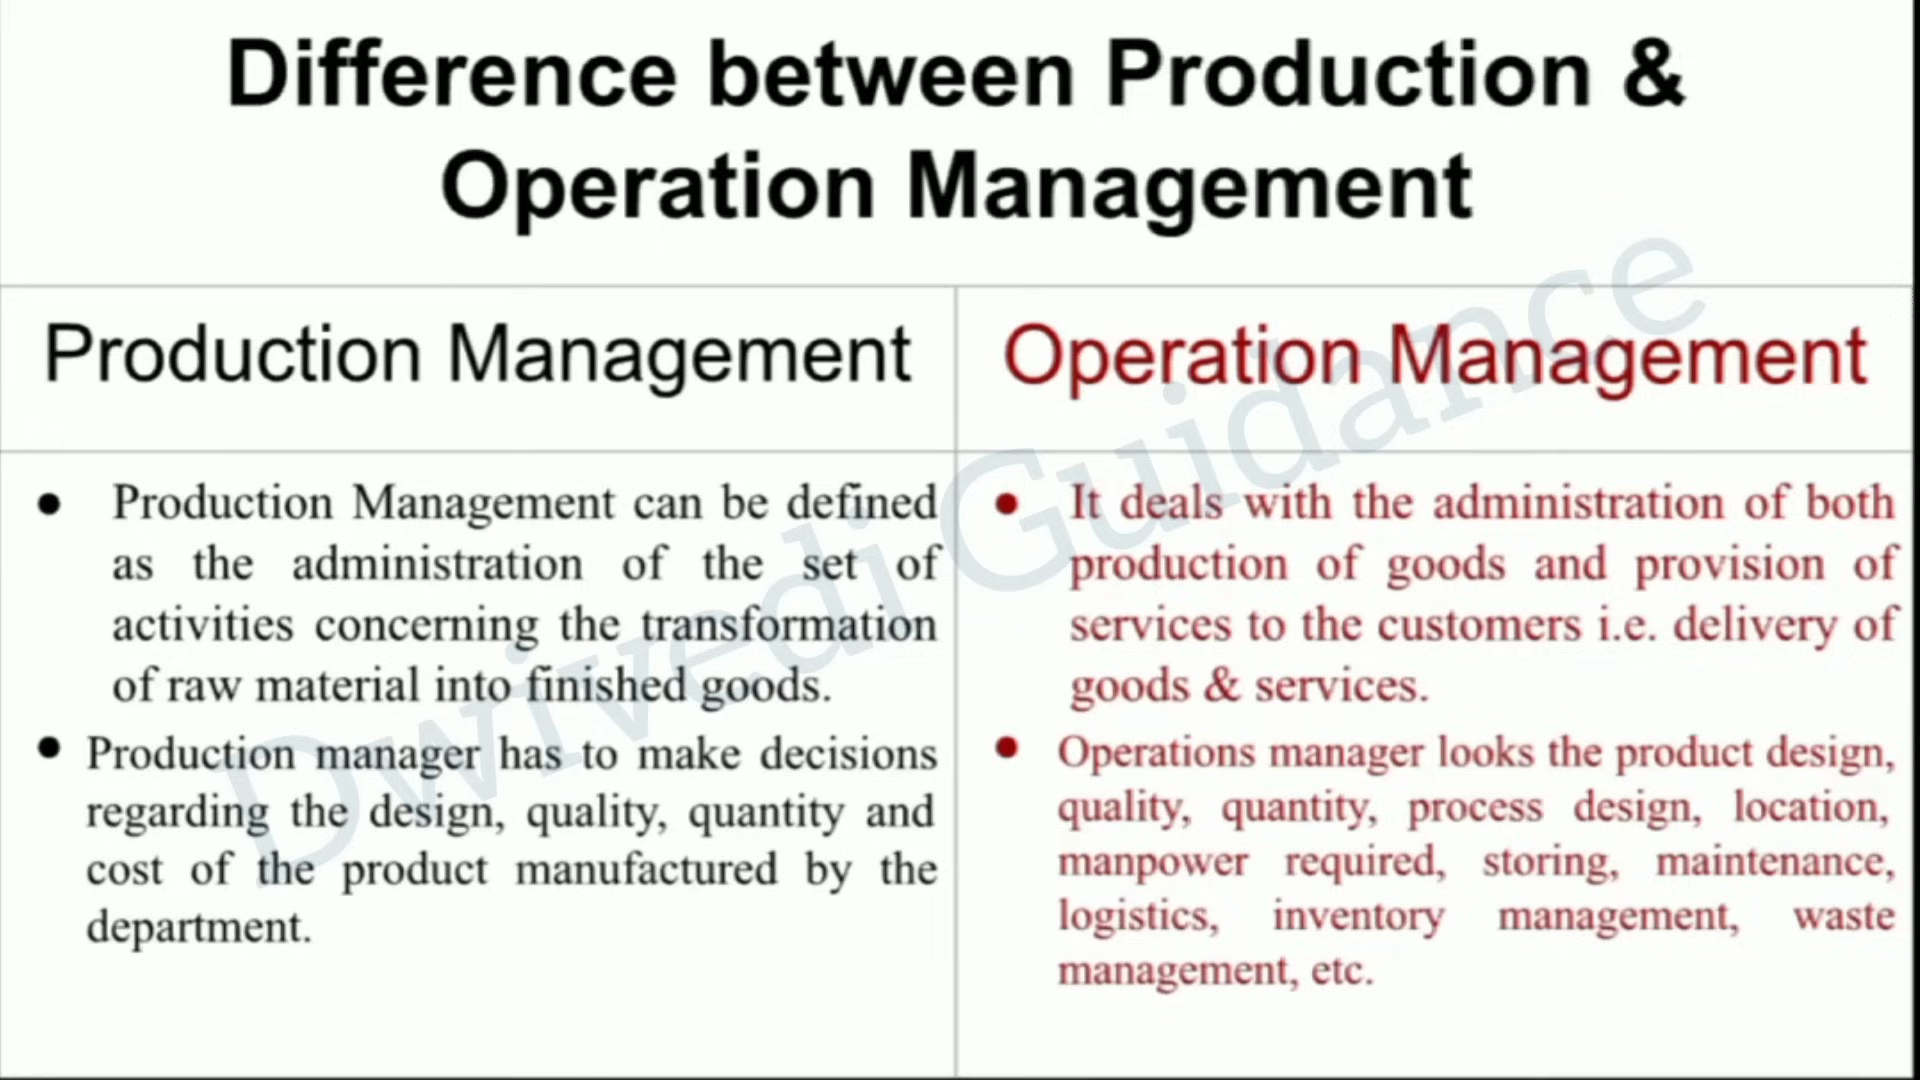 Difference between Production &
Operation Management
Production Management
Operation Management
● Production Management can be defined
as the administration of the set of
activities concerning the transformation
of raw material into finished goods.
● Production manager has to make decisions
regarding the design, quality, quantity and
cost of the product manufactured by the
department.
● It deals with the administration of both
production of goods and provision of
services to the customers i.e. delivery of
goods & services.
● Operations manager looks the product design,
quality, quantity, process design, location,
manpower required, storing, maintenance,
logistics, inventory management, waste
management, etc.
Dwivedi Guidance